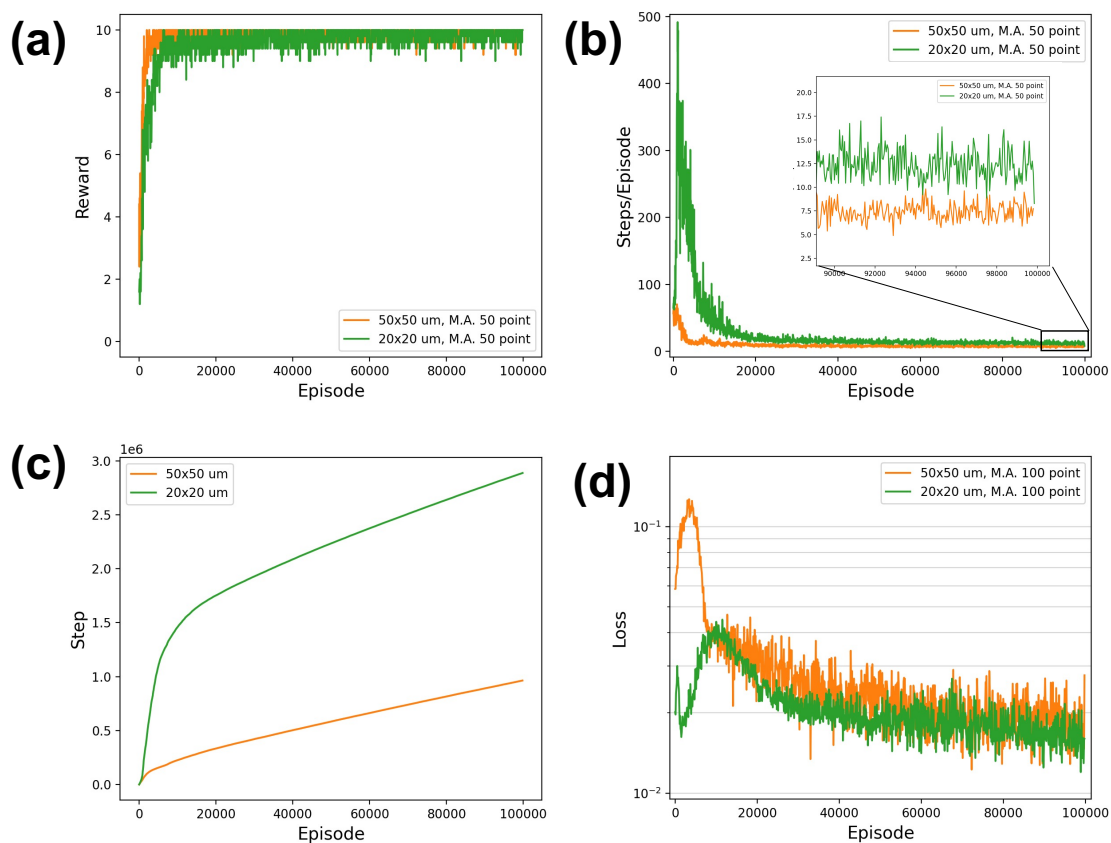 (a)
10
8
6
4
2
0
Reward
50x50 um, M.A. 50 point
20x20 um, M.A. 50 point
0 20000 40000 60000 80000 100000
Episode
(b)
500
400
300
200
100
0
Steps/Episode
50x50 um, M.A. 50 point
20x20 um, M.A. 50 point
20.0
17.5
15.0
12.5
10.0
7.5
5.0
2.5
50x50 um, M.A. 50 point
20x20 um, M.A. 50 point
90000 92000 94000 96000 98000 100000
0 20000 40000 60000 80000 100000
Episode
(c)
1e6
3.0
2.5
2.0
1.5
1.0
0.5
0.0
Step
50x50 um
20x20 um
0 20000 40000 60000 80000 100000
Episode
(d)
10⁻¹
10⁻²
Loss
50x50 um, M.A. 100 point
20x20 um, M.A. 100 point
0 20000 40000 60000 80000 100000
Episode